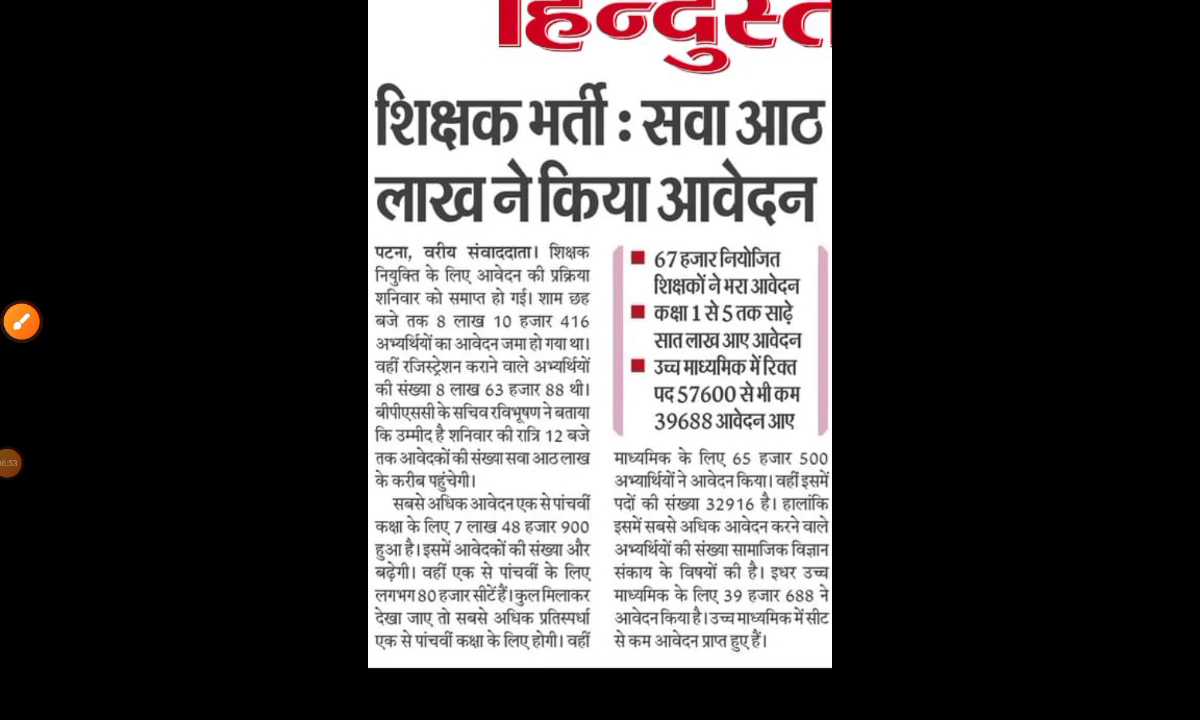 शिक्षक भर्ती : सवा आठ
लाख ने किया आवेदन
पटना, वरीय संवाददाता। शिक्षक
नियुक्ति के लिए आवेदन की प्रक्रिया
शनिवार को समाप्त हो गई। शाम छह
बजे तक 8 लाख 10 हजार 416
अभ्यर्थियों का आवेदन जमा हो गया था।
वहीं रजिस्ट्रेशन कराने वाले अभ्यर्थियों
की संख्या 8 लाख 63 हजार 88 थी।
बीपीएससी के सचिव रविभूषण ने बताया
कि उम्मीद है शनिवार की रात्रि 12 बजे
तक आवेदकों की संख्या सवा आठ लाख
के करीब पहुंचेगी।
सबसे अधिक आवेदन एक से पांचवीं
कक्षा के लिए 7 लाख 48 हजार 900
हुआ है। इसमें आवेदकों की संख्या और
बढ़ेगी। वहीं एक से पांचवीं के लिए
लगभग 80 हजार सीटें हैं। कुल मिलाकर
देखा जाए तो सबसे अधिक प्रतिस्पर्धा
एक से पांचवीं कक्षा के लिए होगी। वहीं
67 हजार नियोजित
शिक्षकों ने भरा आवेदन
कक्षा 1 से 5 तक साढ़े
सात लाख आए आवेदन
उच्च माध्यमिक में रिक्त
पद 57600 से भी कम
39688 आवेदन आए
माध्यमिक के लिए 65 हजार 500
अभ्यार्थियों ने आवेदन किया। वहीं इसमें
पदों की संख्या 32916 है। हालांकि
इसमें सबसे अधिक आवेदन करने वाले
अभ्यर्थियों की संख्या सामाजिक विज्ञान
संकाय के विषयों की है। इधर उच्च
माध्यमिक के लिए 39 हजार 688 ने
आवेदन किया है। उच्च माध्यमिक में सीट
से कम आवेदन प्राप्त हुए हैं।